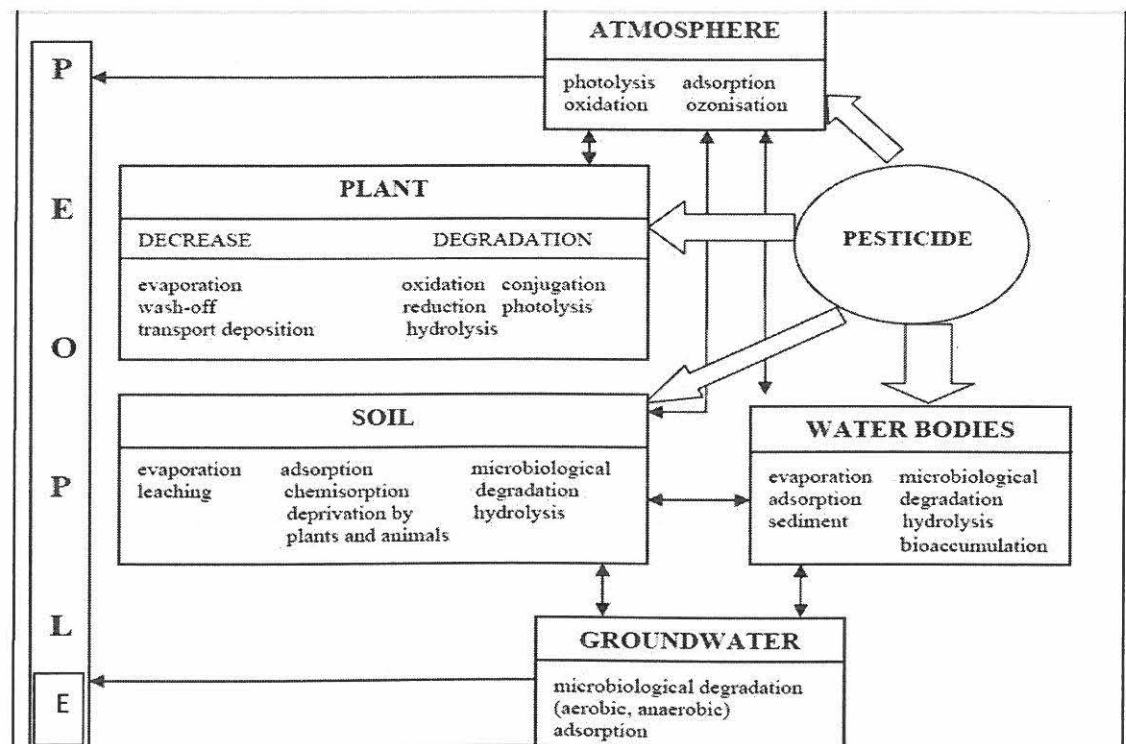 ATMOSPHERE
photolysis adsorption
oxidation ozonisation
P
E
O
P
L
E
PLANT
DECREASE DEGRADATION
evaporation oxidation conjugation
wash-off reduction photolysis
transport deposition hydrolysis
PESTICIDE
SOIL
evaporation adsorption microbiological
leaching chemisorption degradation
deprivation by hydrolysis
plants and animals
WATER BODIES
evaporation microbiological
adsorption degradation
sediment hydrolysis
bioaccumulation
GROUNDWATER
microbiological degradation
(aerobic, anaerobic)
adsorption